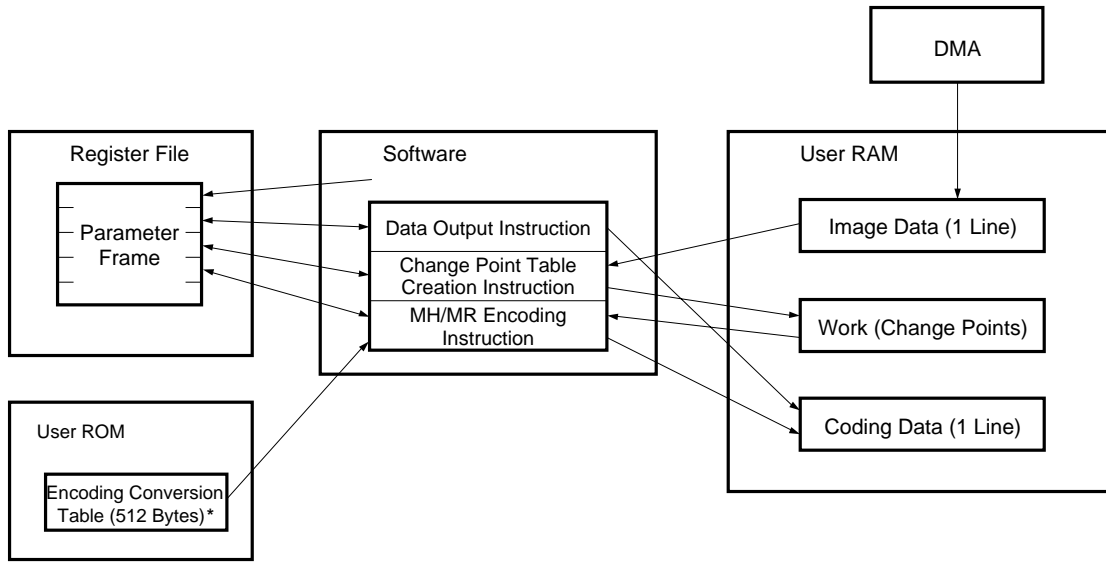 DMA
Register File
Parameter
Frame
Software
Data Output Instruction
Change Point Table
Creation Instruction
MH/MR Encoding
Instruction
User RAM
Image Data (1 Line)
Work (Change Points)
Coding Data (1 Line)
User ROM
Encoding Conversion
Table (512 Bytes)*